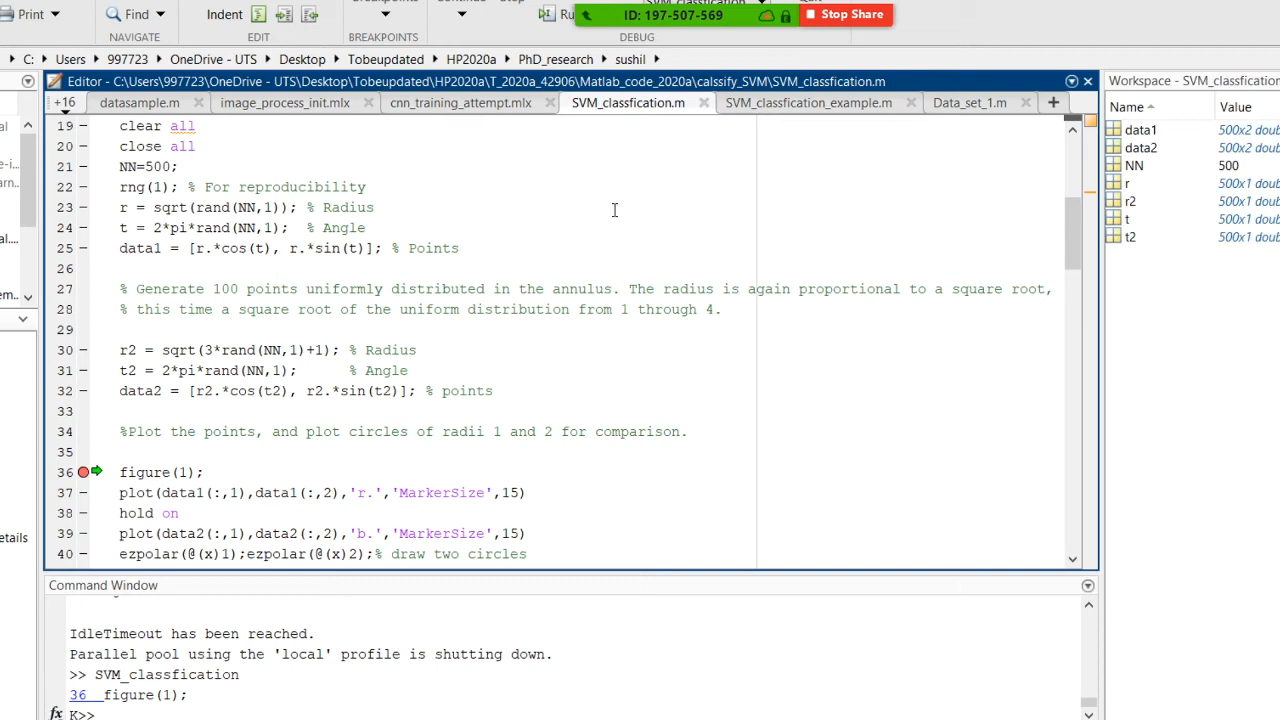 Print Find Indent Ru
SVM_classfication
ID: 197-507-569 Stop Share
NAVIGATE EDIT BREAKPOINTS DEBUG
C: Users 997723 OneDrive - UTS Desktop Tobeupdated HP2020a PhD_research sushil
Editor - C:\Users\997723\OneDrive - UTS\Desktop\Tobeupdated\HP2020a\T_2020a_42906\Matlab_code_2020a\calssify_SVM\SVM_classfication.m
+16 datasample.m image_process_init.mlx cnn_training_attempt.mlx SVM_classfication.m SVM_classfication_example.m Data_set_1.m
19 clear all
20 – close all
21 – NN=500;
22 – rng(1); % For reproducibility
23 – r = sqrt(rand(NN,1)); % Radius
24 – t = 2*pi*rand(NN,1);  % Angle
25 – data1 = [r.*cos(t), r.*sin(t)]; % Points
26
27 % Generate 100 points uniformly distributed in the annulus. The radius is again proportional to a square root,
28 % this time a square root of the uniform distribution from 1 through 4.
29
30 – r2 = sqrt(3*rand(NN,1)+1); % Radius
31 – t2 = 2*pi*rand(NN,1);      % Angle
32 – data2 = [r2.*cos(t2), r2.*sin(t2)]; % points
33
34 %Plot the points, and plot circles of radii 1 and 2 for comparison.
35
36 figure(1);
37 – plot(data1(:,1),data1(:,2),'r.','MarkerSize',15)
38 – hold on
39 – plot(data2(:,1),data2(:,2),'b.','MarkerSize',15)
40 – ezpolar(@(x)1);ezpolar(@(x)2);% draw two circles
Command Window
IdleTimeout has been reached.
Parallel pool using the 'local' profile is shutting down.
>> SVM_classfication
36  figure(1);
fx K>>
Workspace - SVM_classfication
Name Value
data1 500x2 doub
data2 500x2 doub
NN 500
r 500x1 doub
r2 500x1 doub
t 500x1 doub
t2 500x1 doub